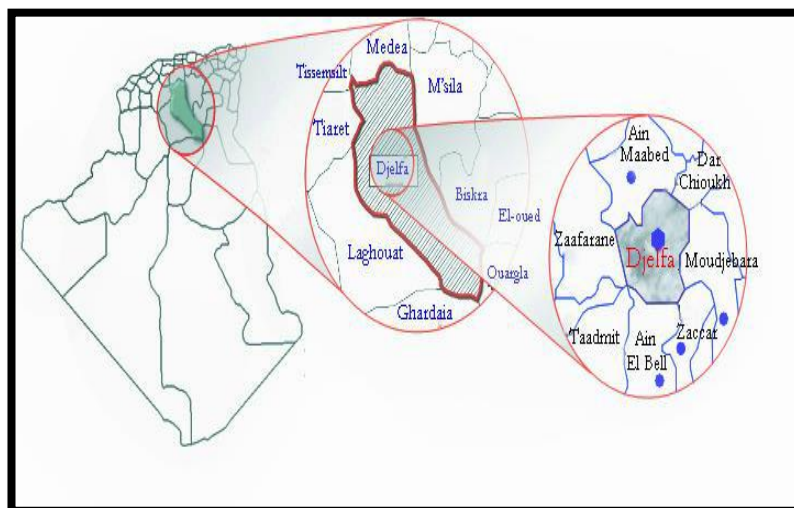 Medea
Tissemsilt
M'sila
Tiaret
Djelfa
Biskra
El-oued
Laghouat
Ouargla
Ghardaia
Ain
Maabed
Dar
Chioukh
Zaafarane
Djelfa
Moudjebara
Taadmit
Ain
El Bell
Zaccar